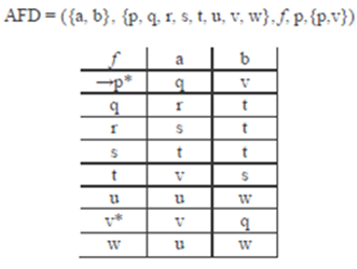 AFD = ({a, b}, {p, q, r, s, t, u, v, w}, f, p, {p,v})
f a b
→p* q v
q r t
r s t
s t t
t v s
u u w
v* v q
w u w